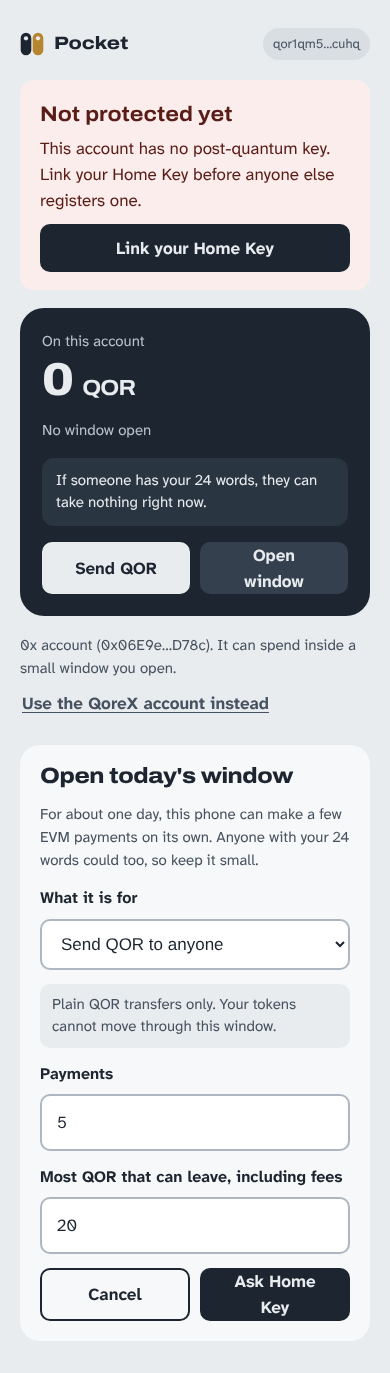 Pocket
qor1qm5...cuhq
Not protected yet
This account has no post-quantum key.
Link your Home Key before anyone else
registers one.
Link your Home Key
On this account
0 QOR
No window open
If someone has your 24 words, they can
take nothing right now.
Send QOR
Open
window
0x account (0x06E9e...D78c). It can spend inside a
small window you open.
Use the QoreX account instead
Open today's window
For about one day, this phone can make a few
EVM payments on its own. Anyone with your 24
words could too, so keep it small.
What it is for
Send QOR to anyone
Plain QOR transfers only. Your tokens
cannot move through this window.
Payments
5
Most QOR that can leave, including fees
20
Cancel
Ask Home
Key